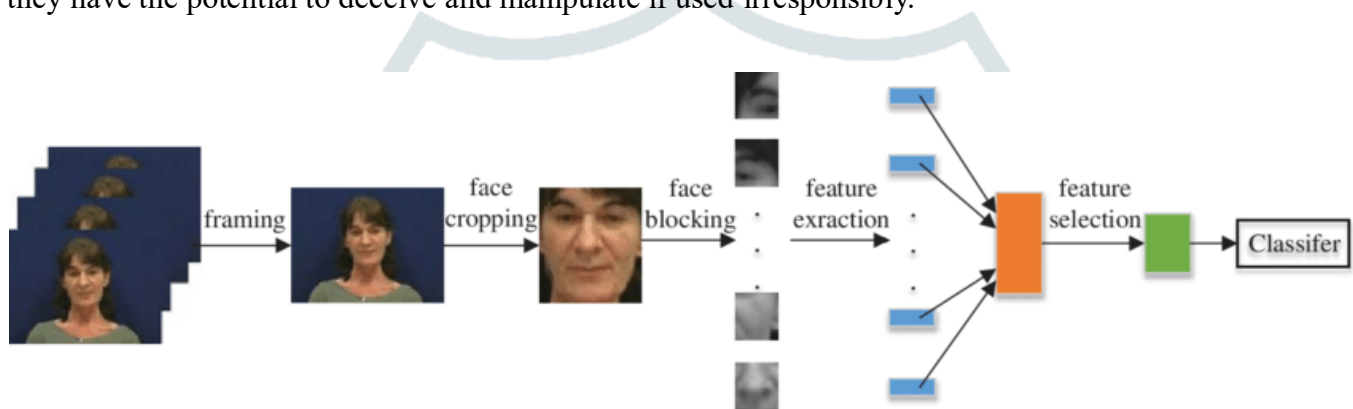 they have the potential to deceive and manipulate if used irresponsibly.
framing
face
cropping
face
blocking
feature
exraction
feature
selection
Classifer